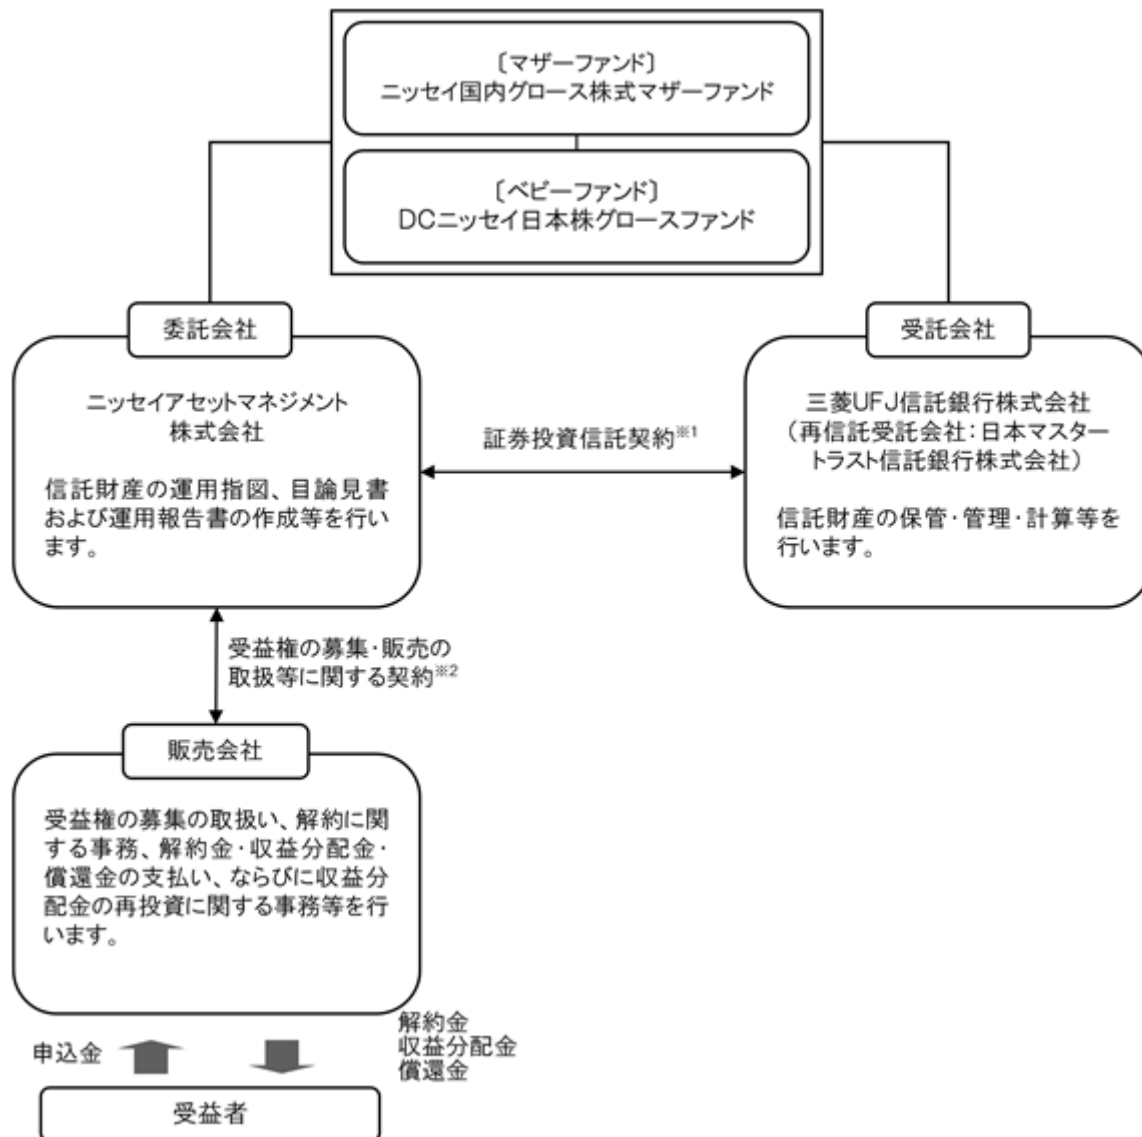 〔マザーファンド〕
ニッセイ国内グロース株式マザーファンド
〔ベビーファンド〕
DCニッセイ日本株グロースファンド
委託会社
ニッセイアセットマネジメント
株式会社
信託財産の運用指図、目論見書
および運用報告書の作成等を行い
ます。
証券投資信託契約※1
受託会社
三菱UFJ信託銀行株式会社
（再信託受託会社：日本マスター
トラスト信託銀行株式会社）
信託財産の保管・管理・計算等を
行います。
受益権の募集・販売の
取扱等に関する契約※2
販売会社
受益権の募集の取扱い、解約に関
する事務、解約金・収益分配金・
償還金の支払い、ならびに収益分
配金の再投資に関する事務等を行
います。
申込金
解約金
収益分配金
償還金
受益者